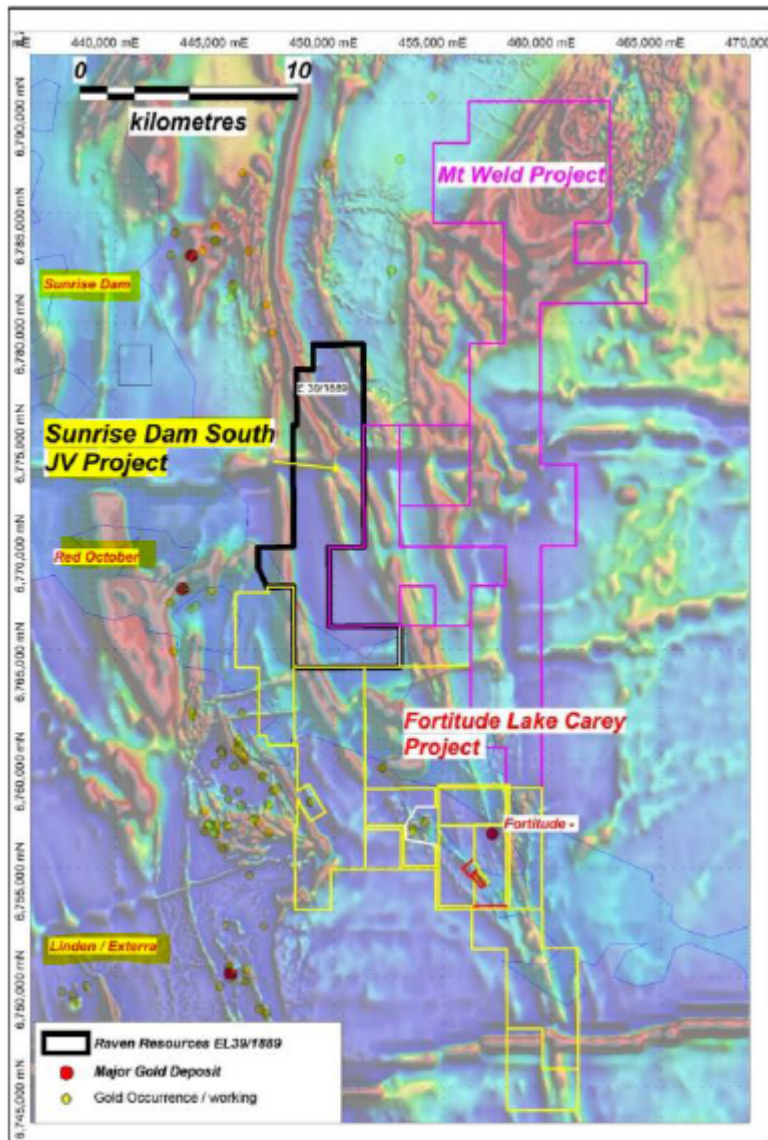 440,000 mE 445,000 mE 450,000 mE 455,000 mE 460,000 mE 465,000 mE 470,000
0 10
kilometres
6,790,000 mN
Mt Weld Project
6,785,000 mN
Sunrise Dam
6,780,000 mN
E 39/1889
Sunrise Dam South
JV Project
6,775,000 mN
Red October
6,770,000 mN
6,765,000 mN
Fortitude Lake Carey
Project
6,760,000 mN
Fortitude -
6,755,000 mN
Linden / Exterra
6,750,000 mN
Raven Resources EL39/1889
Major Gold Deposit
Gold Occurrence / working
6,745,000 mN